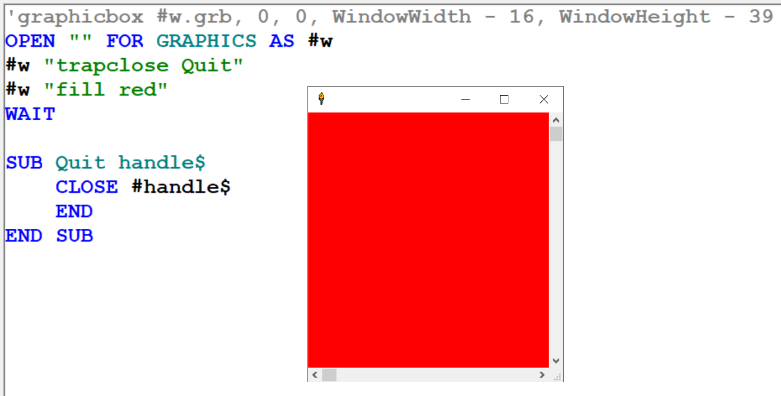 'graphicbox #w.grb, 0, 0, WindowWidth - 16, WindowHeight - 39
OPEN "" FOR GRAPHICS AS #w
#w "trapclose Quit"
#w "fill red"
WAIT
SUB Quit handle$
CLOSE #handle$
END
END SUB